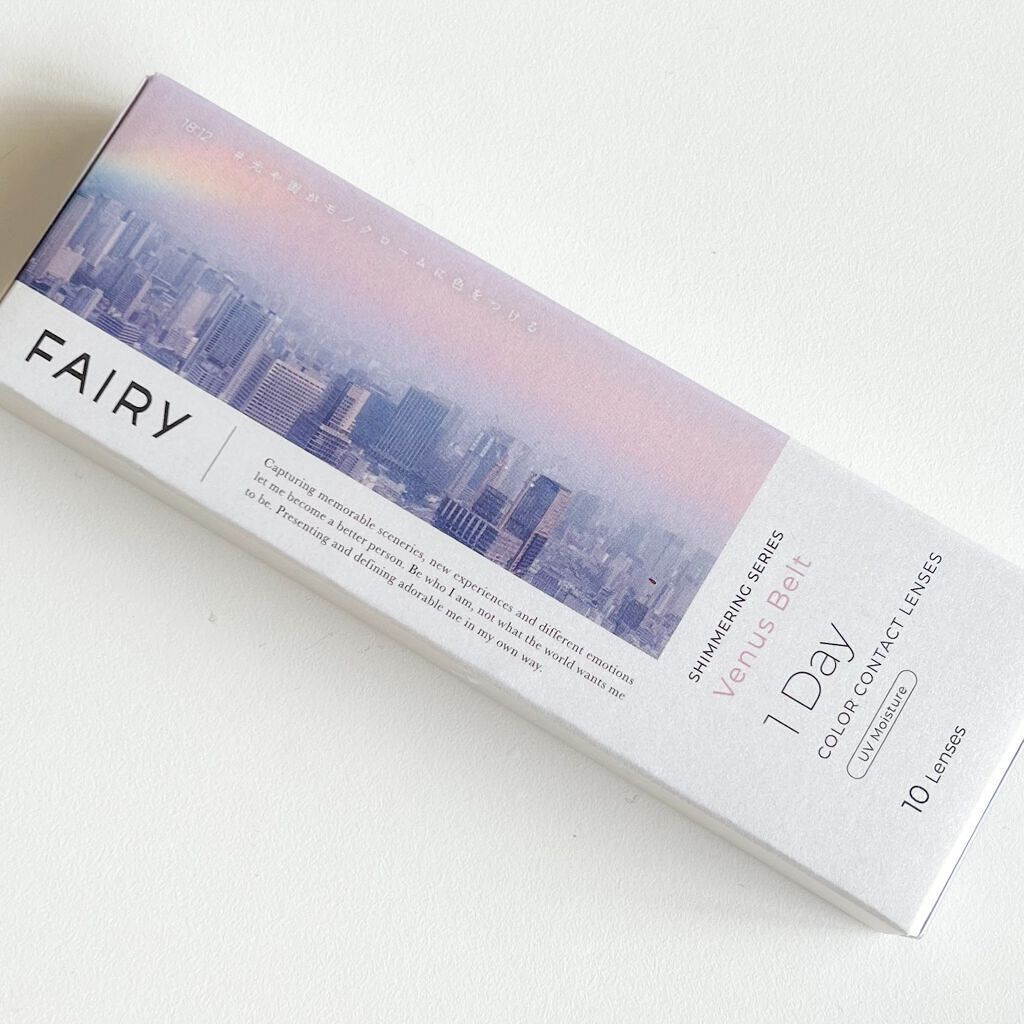 18:12 #光や園がモノクロームに色をつける
FAIRY
Capturing memorable sceneries, new experiences and different emotions
let me become a better person. Be who I am, not what the world wants me
to be. Presenting and defining adorable me in my own way.
SHIMMERING SERIES
Venus Belt
1 Day
COLOR CONTACT LENSES
UV Moisture
10 Lenses